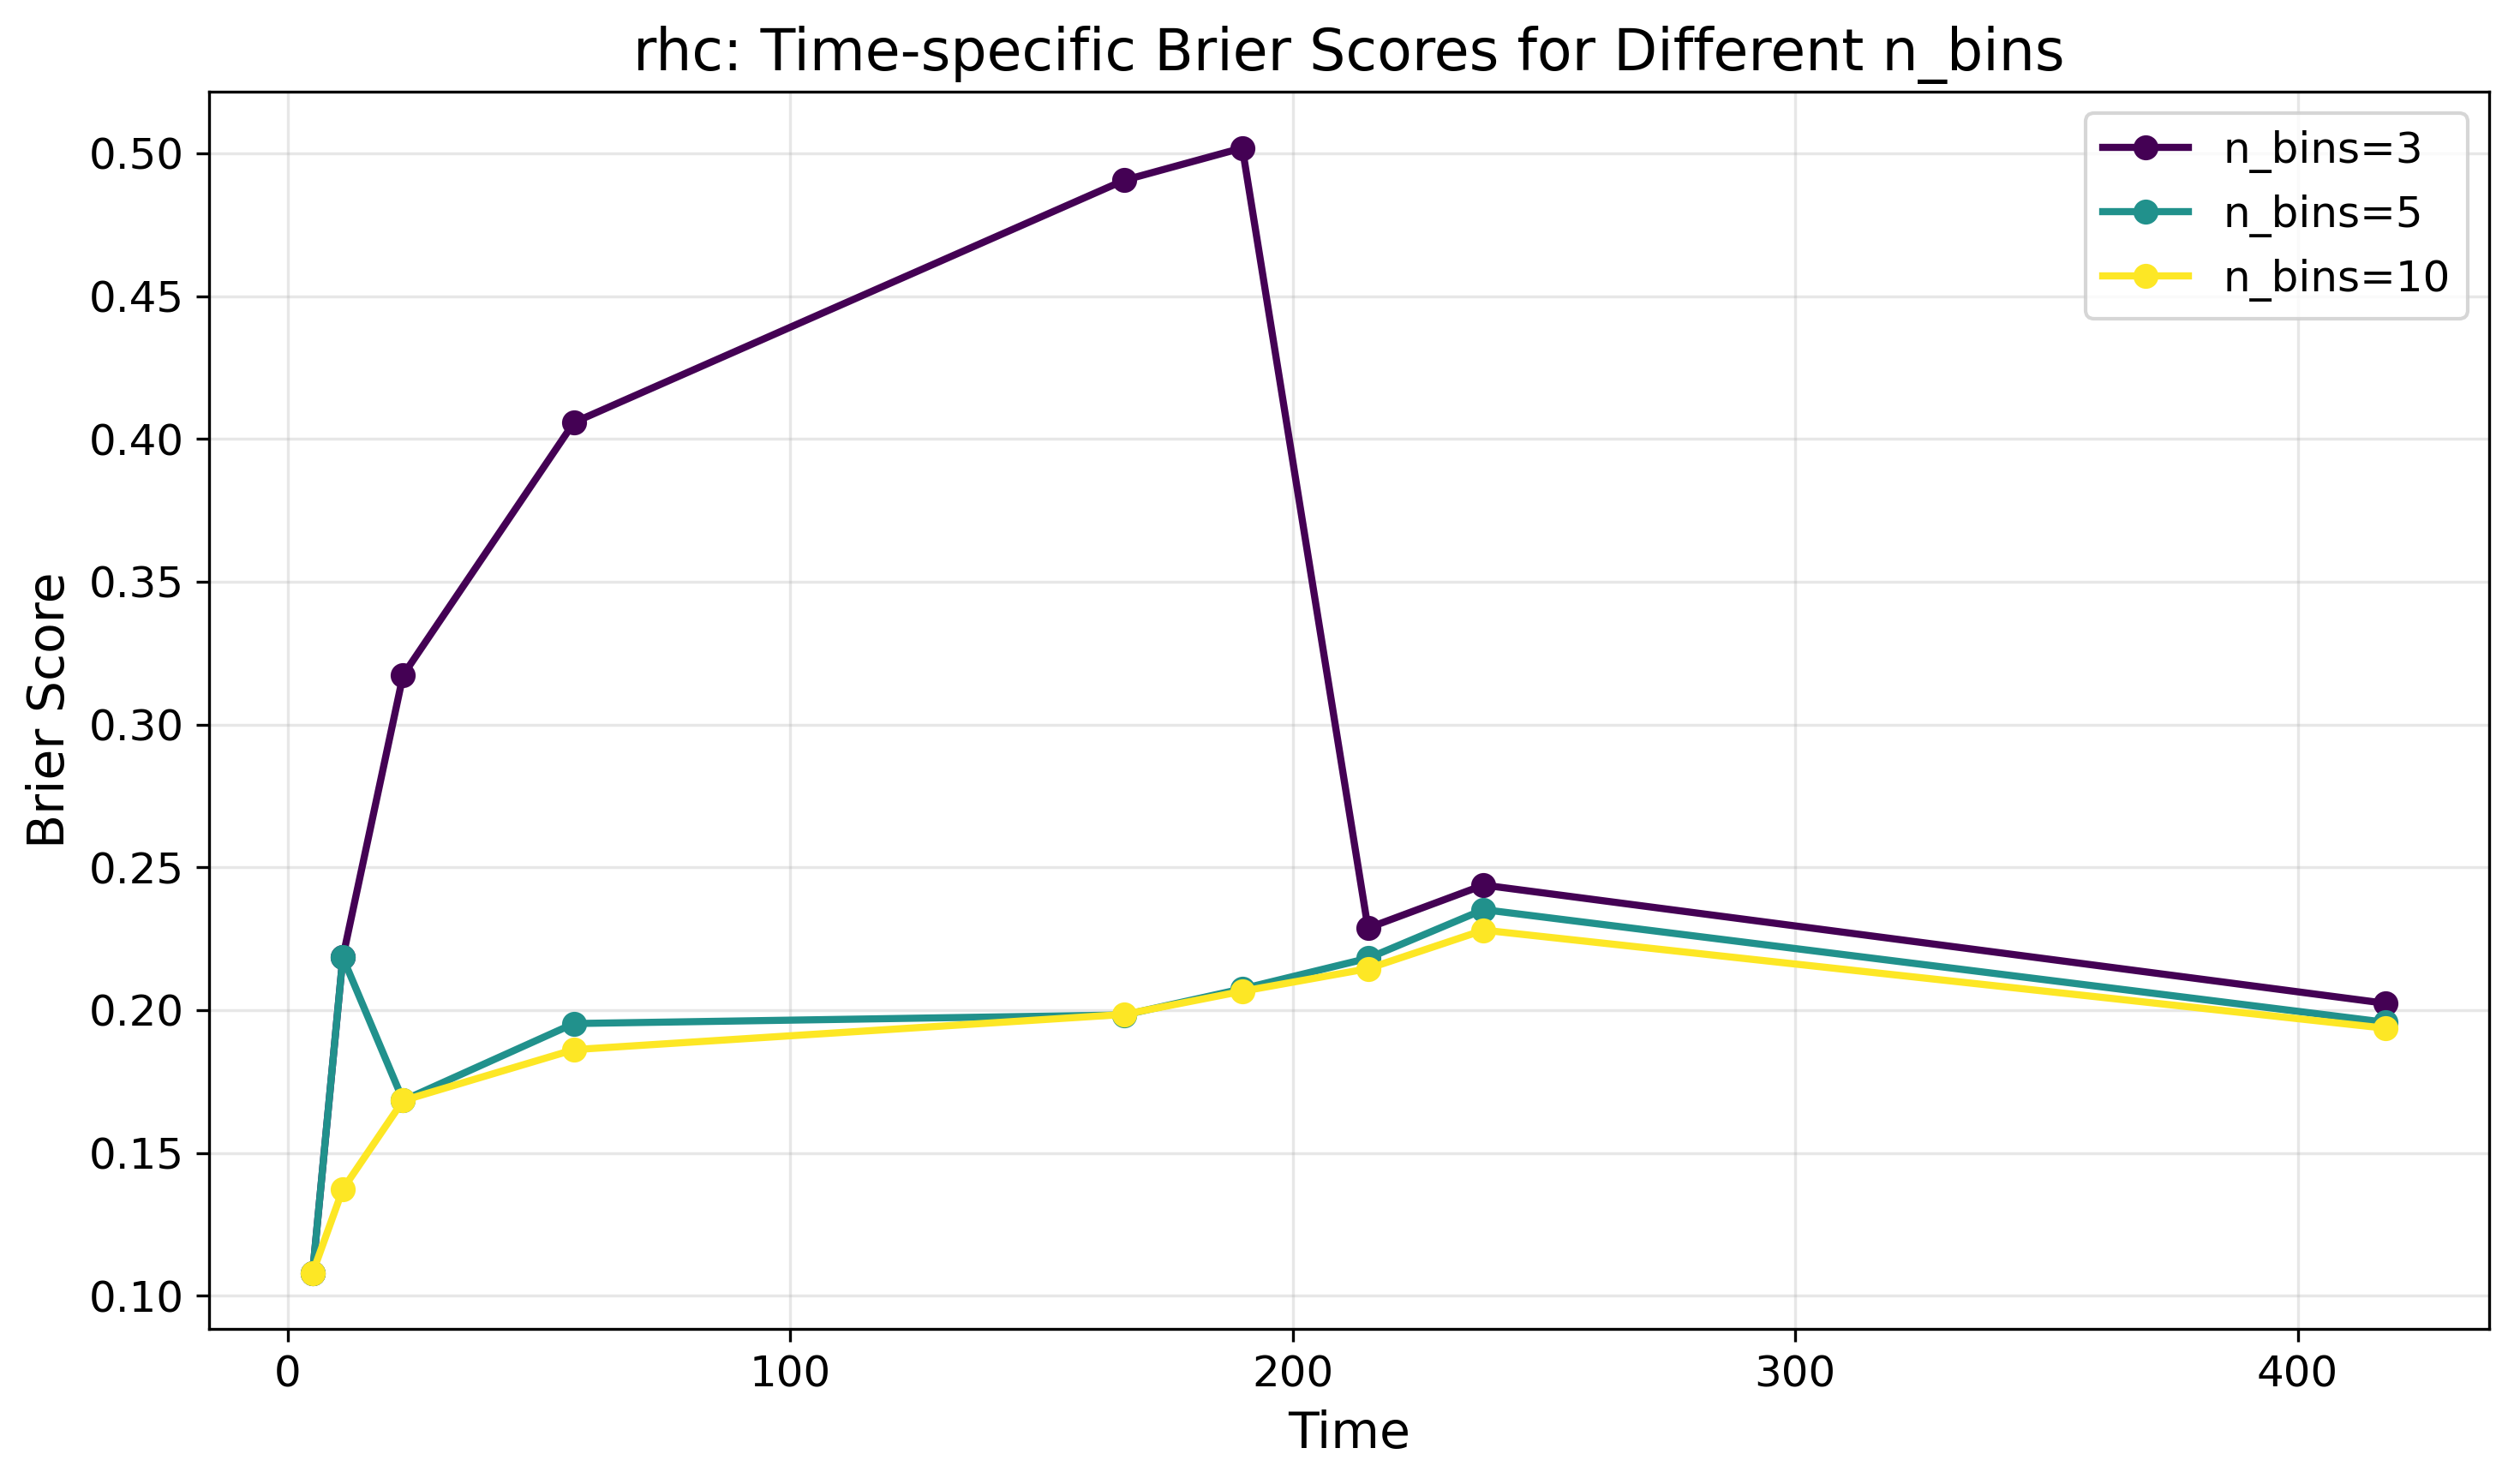 rhc: Time-specific Brier Scores for Different n_bins
n_bins=3
n_bins=5
n_bins=10
Brier Score
0.50
0.45
0.40
0.35
0.30
0.25
0.20
0.15
0.10
0 100 200 300 400
Time